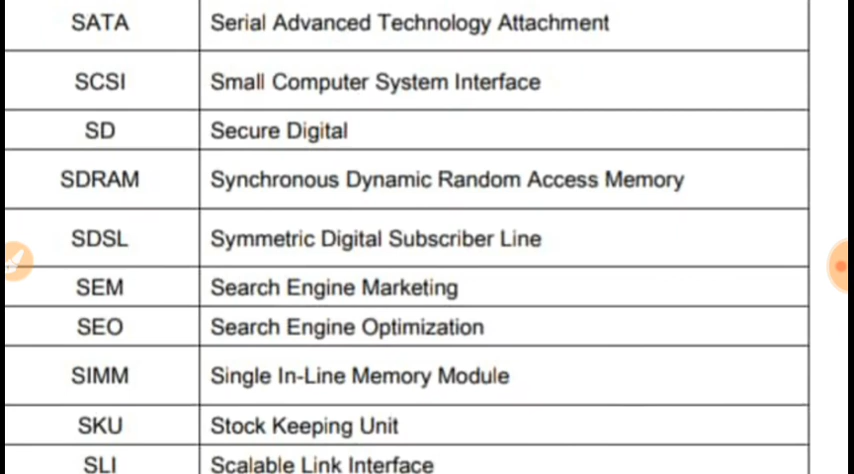 SATA Serial Advanced Technology Attachment
SCSI Small Computer System Interface
SD Secure Digital
SDRAM Synchronous Dynamic Random Access Memory
SDSL Symmetric Digital Subscriber Line
SEM Search Engine Marketing
SEO Search Engine Optimization
SIMM Single In-Line Memory Module
SKU Stock Keeping Unit
SLI Scalable Link Interface